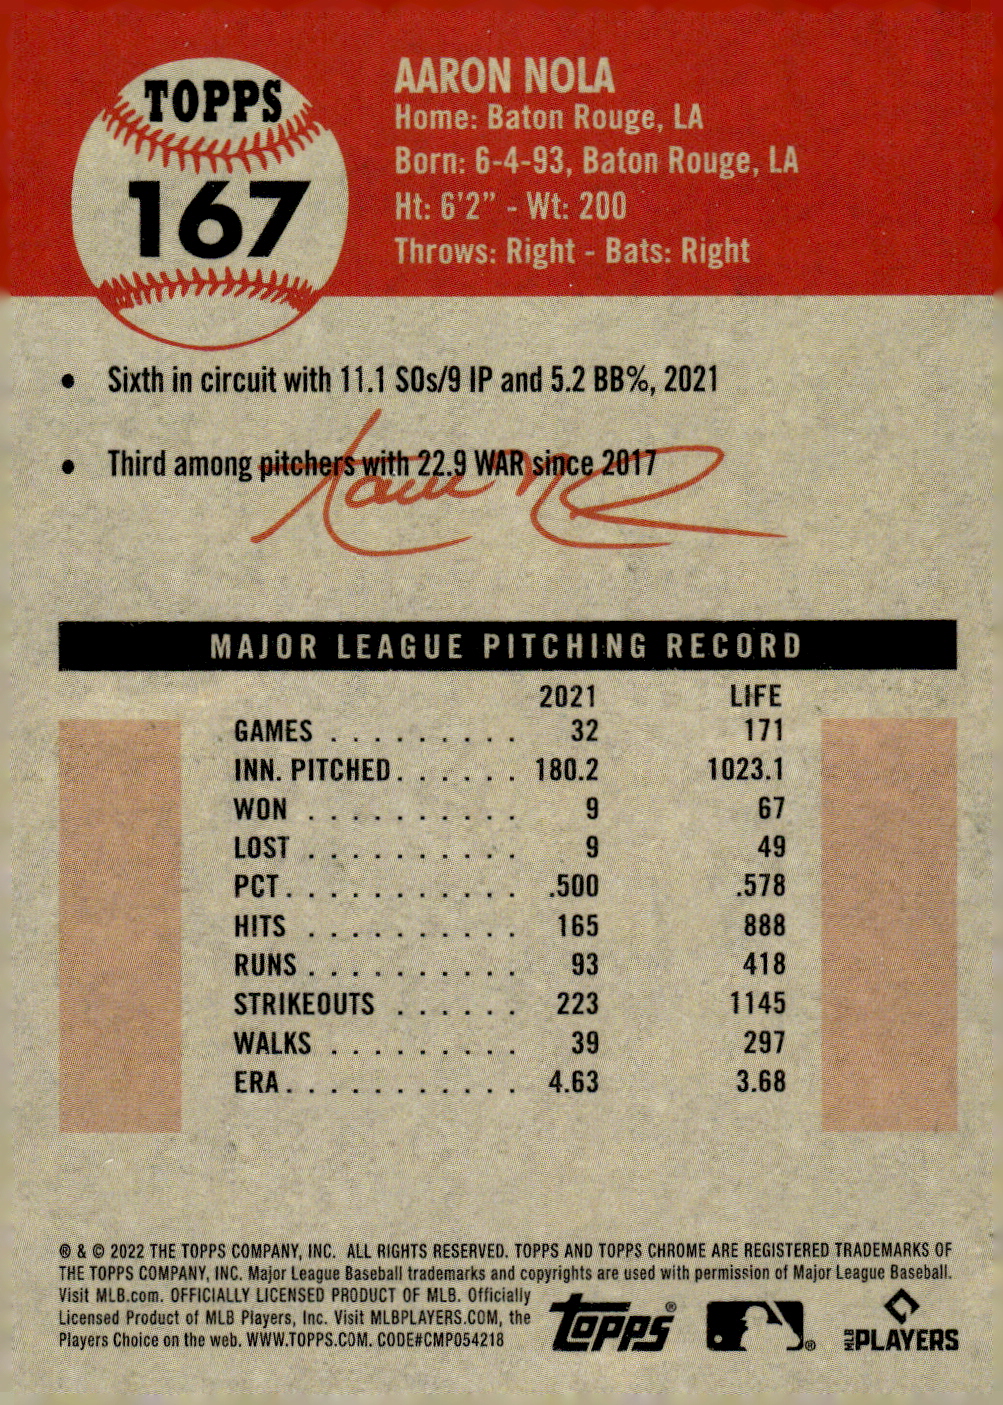 TOPPS
167
AARON NOLA
Home: Baton Rouge, LA
Born: 6-4-93, Baton Rouge, LA
Ht: 6'2" - Wt: 200
Throws: Right - Bats: Right
• Sixth in circuit with 11.1 SOs/9 IP and 5.2 BB%, 2021
• Third among pitchers with 22.9 WAR since 2017
MAJOR LEAGUE PITCHING RECORD
2021 LIFE
GAMES . . . . . . . . . 32 171
INN. PITCHED. . . . . . 180.2 1023.1
WON . . . . . . . . . . 9 67
LOST . . . . . . . . . . 9 49
PCT. . . . . . . . . . . .500 .578
HITS . . . . . . . . . . 165 888
RUNS . . . . . . . . . . 93 418
STRIKEOUTS . . . . . . 223 1145
WALKS . . . . . . . . . 39 297
ERA. . . . . . . . . . . 4.63 3.68
® & © 2022 THE TOPPS COMPANY, INC. ALL RIGHTS RESERVED. TOPPS AND TOPPS CHROME ARE REGISTERED TRADEMARKS OF
THE TOPPS COMPANY, INC. Major League Baseball trademarks and copyrights are used with permission of Major League Baseball.
Visit MLB.com. OFFICIALLY LICENSED PRODUCT OF MLB. Officially
Licensed Product of MLB Players, Inc. Visit MLBPLAYERS.COM, the
Players Choice on the web. WWW.TOPPS.COM. CODE#CMP054218
Topps®
®
MLB PLAYERS